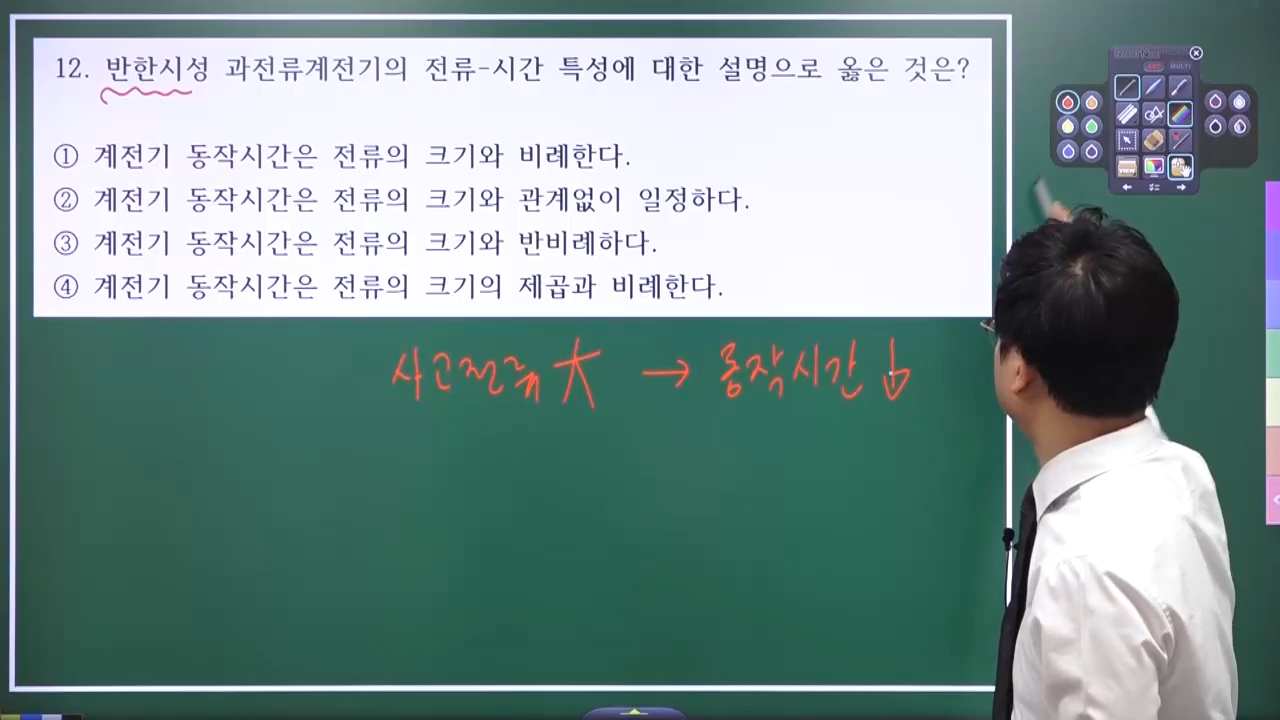 12. 반한시성 과전류계전기의 전류-시간 특성에 대한 설명으로 옳은 것은?
① 계전기 동작시간은 전류의 크기와 비례한다.
② 계전기 동작시간은 전류의 크기와 관계없이 일정하다.
③ 계전기 동작시간은 전류의 크기와 반비례하다.
④ 계전기 동작시간은 전류의 크기의 제곱과 비례한다.
사고전류 大 → 동작시간 ↓
MULTI
VIEW